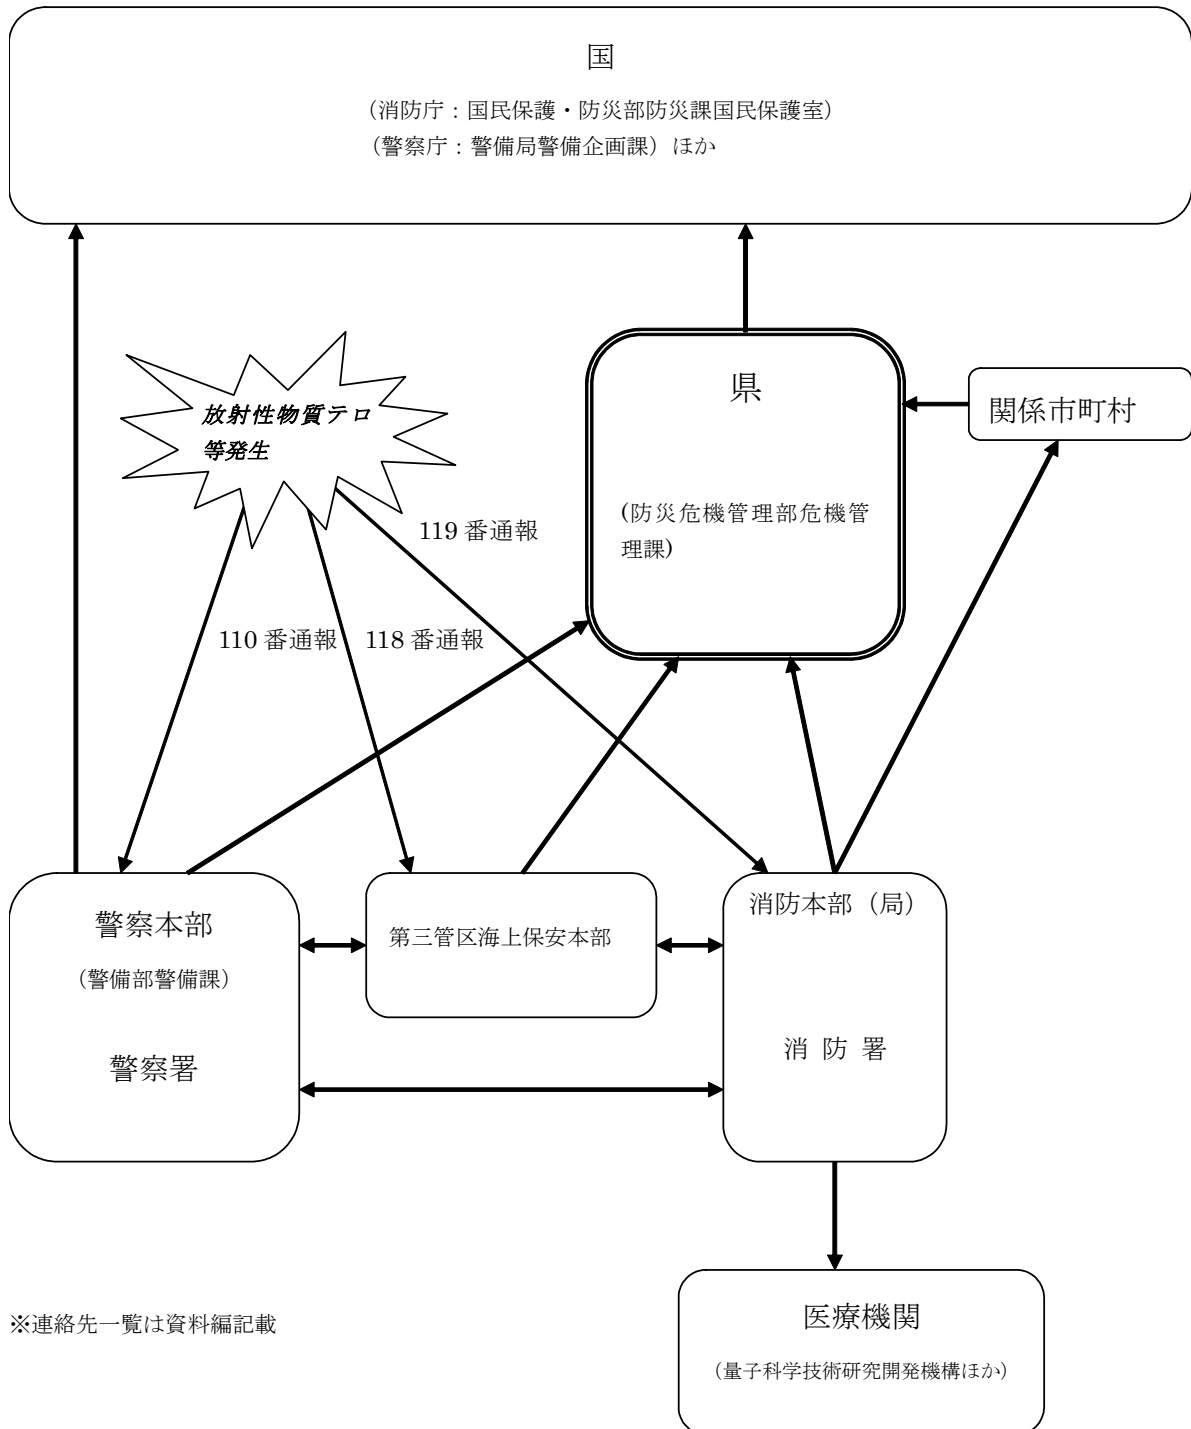 国
（消防庁：国民保護・防災部防災課国民保護室）
（警察庁：警備局警備企画課）ほか
放射性物質テロ
等発生
県
(防災危機管理部危機管
理課)
関係市町村
119 番通報
110 番通報
118 番通報
警察本部
（警備部警備課）
警察署
第三管区海上保安本部
消防本部（局）
消 防 署
※連絡先一覧は資料編記載
医療機関
（量子科学技術研究開発機構ほか）